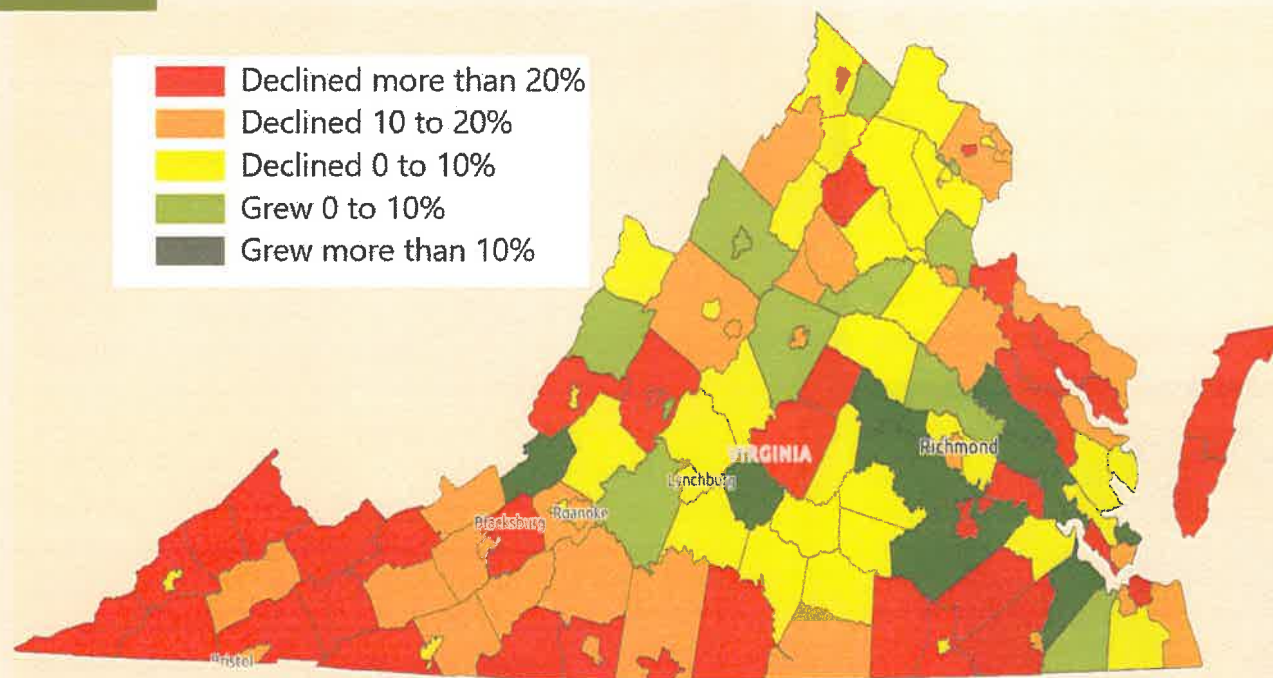 Declined more than 20%
Declined 10 to 20%
Declined 0 to 10%
Grew 0 to 10%
Grew more than 10%
VIRGINIA
Richmond
Lynchburg
Blacksburg
Roanoke
Bristol